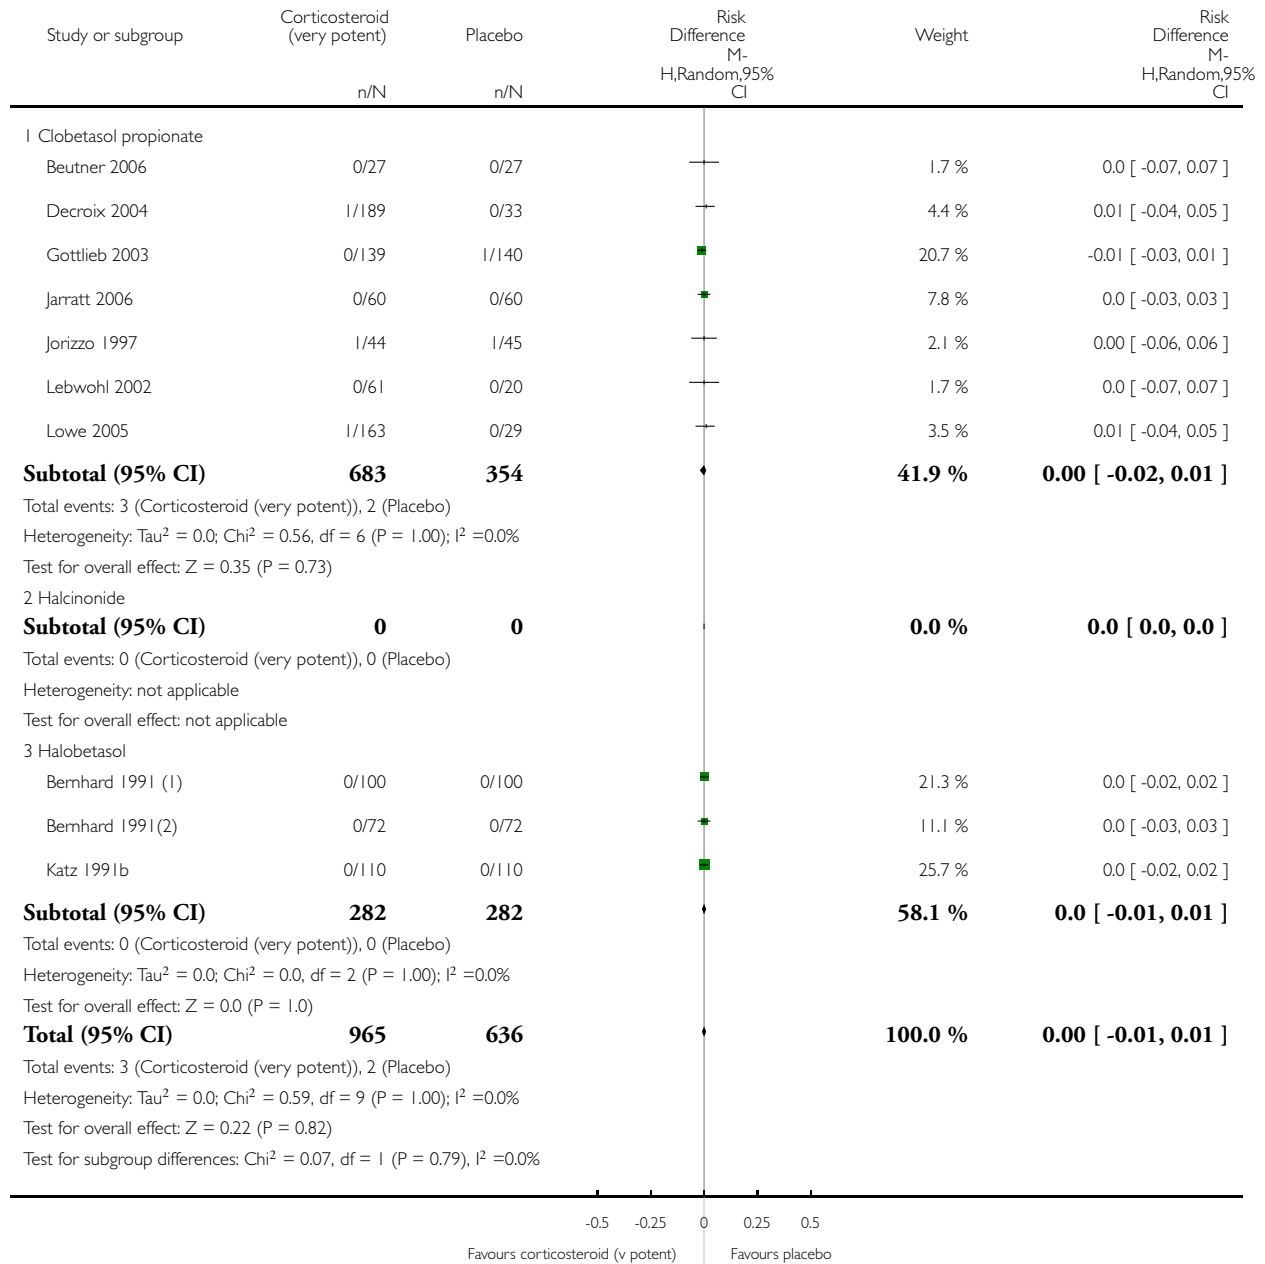 Study or subgroup Corticosteroid (very potent) Placebo Risk Difference M-H,Random,95% CI Weight Risk Difference M-H,Random,95% CI
n/N n/N
1 Clobetasol propionate
Beutner 2006 0/27 0/27 1.7 % 0.0 [ -0.07, 0.07 ]
Decroix 2004 1/189 0/33 4.4 % 0.01 [ -0.04, 0.05 ]
Gottlieb 2003 0/139 1/140 20.7 % -0.01 [ -0.03, 0.01 ]
Jarratt 2006 0/60 0/60 7.8 % 0.0 [ -0.03, 0.03 ]
Jorizzo 1997 1/44 1/45 2.1 % 0.00 [ -0.06, 0.06 ]
Lebwohl 2002 0/61 0/20 1.7 % 0.0 [ -0.07, 0.07 ]
Lowe 2005 1/163 0/29 3.5 % 0.01 [ -0.04, 0.05 ]
Subtotal (95% CI) 683 354 41.9 % 0.00 [ -0.02, 0.01 ]
Total events: 3 (Corticosteroid (very potent)), 2 (Placebo)
Heterogeneity: Tau² = 0.0; Chi² = 0.56, df = 6 (P = 1.00); I² =0.0%
Test for overall effect: Z = 0.35 (P = 0.73)
2 Halcinonide
Subtotal (95% CI) 0 0 0.0 % 0.0 [ 0.0, 0.0 ]
Total events: 0 (Corticosteroid (very potent)), 0 (Placebo)
Heterogeneity: not applicable
Test for overall effect: not applicable
3 Halobetasol
Bernhard 1991 (1) 0/100 0/100 21.3 % 0.0 [ -0.02, 0.02 ]
Bernhard 1991(2) 0/72 0/72 11.1 % 0.0 [ -0.03, 0.03 ]
Katz 1991b 0/110 0/110 25.7 % 0.0 [ -0.02, 0.02 ]
Subtotal (95% CI) 282 282 58.1 % 0.0 [ -0.01, 0.01 ]
Total events: 0 (Corticosteroid (very potent)), 0 (Placebo)
Heterogeneity: Tau² = 0.0; Chi² = 0.0, df = 2 (P = 1.00); I² =0.0%
Test for overall effect: Z = 0.0 (P = 1.0)
Total (95% CI) 965 636 100.0 % 0.00 [ -0.01, 0.01 ]
Total events: 3 (Corticosteroid (very potent)), 2 (Placebo)
Heterogeneity: Tau² = 0.0; Chi² = 0.59, df = 9 (P = 1.00); I² =0.0%
Test for overall effect: Z = 0.22 (P = 0.82)
Test for subgroup differences: Chi² = 0.07, df = 1 (P = 0.79), I² =0.0%
-0.5 -0.25 0 0.25 0.5
Favours corticosteroid (v potent) Favours placebo